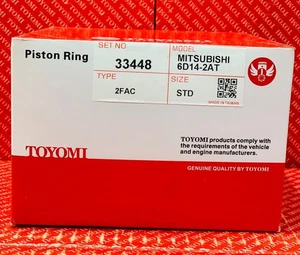 Piston Ring
SET NO
33448
MODEL
MITSUBISHI
6D14-2AT
TYPE
2FAC
SIZE
STD
MADE IN TAIWAN
TOYOMI
TOYOMI products comply with
the requirements of the vehicle
and engine manufacturers.
GENUINE QUALITY BY TOYOMI